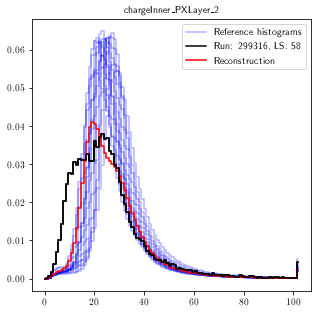 chargeInner_PXLayer_2
Reference histograms
Run: 299316, LS: 58
Reconstruction
0.06
0.05
0.04
0.03
0.02
0.01
0.00
0 20 40 60 80 100